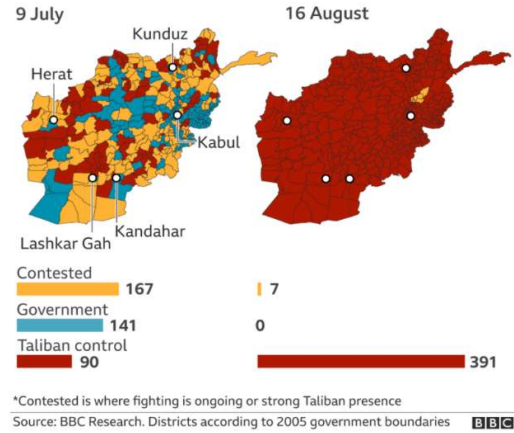 9 July
16 August
Kunduz
Herat
Kabul
Kandahar
Lashkar Gah
Contested
167
7
Government
141
0
Taliban control
90
391
*Contested is where fighting is ongoing or strong Taliban presence
Source: BBC Research. Districts according to 2005 government boundaries
BBC